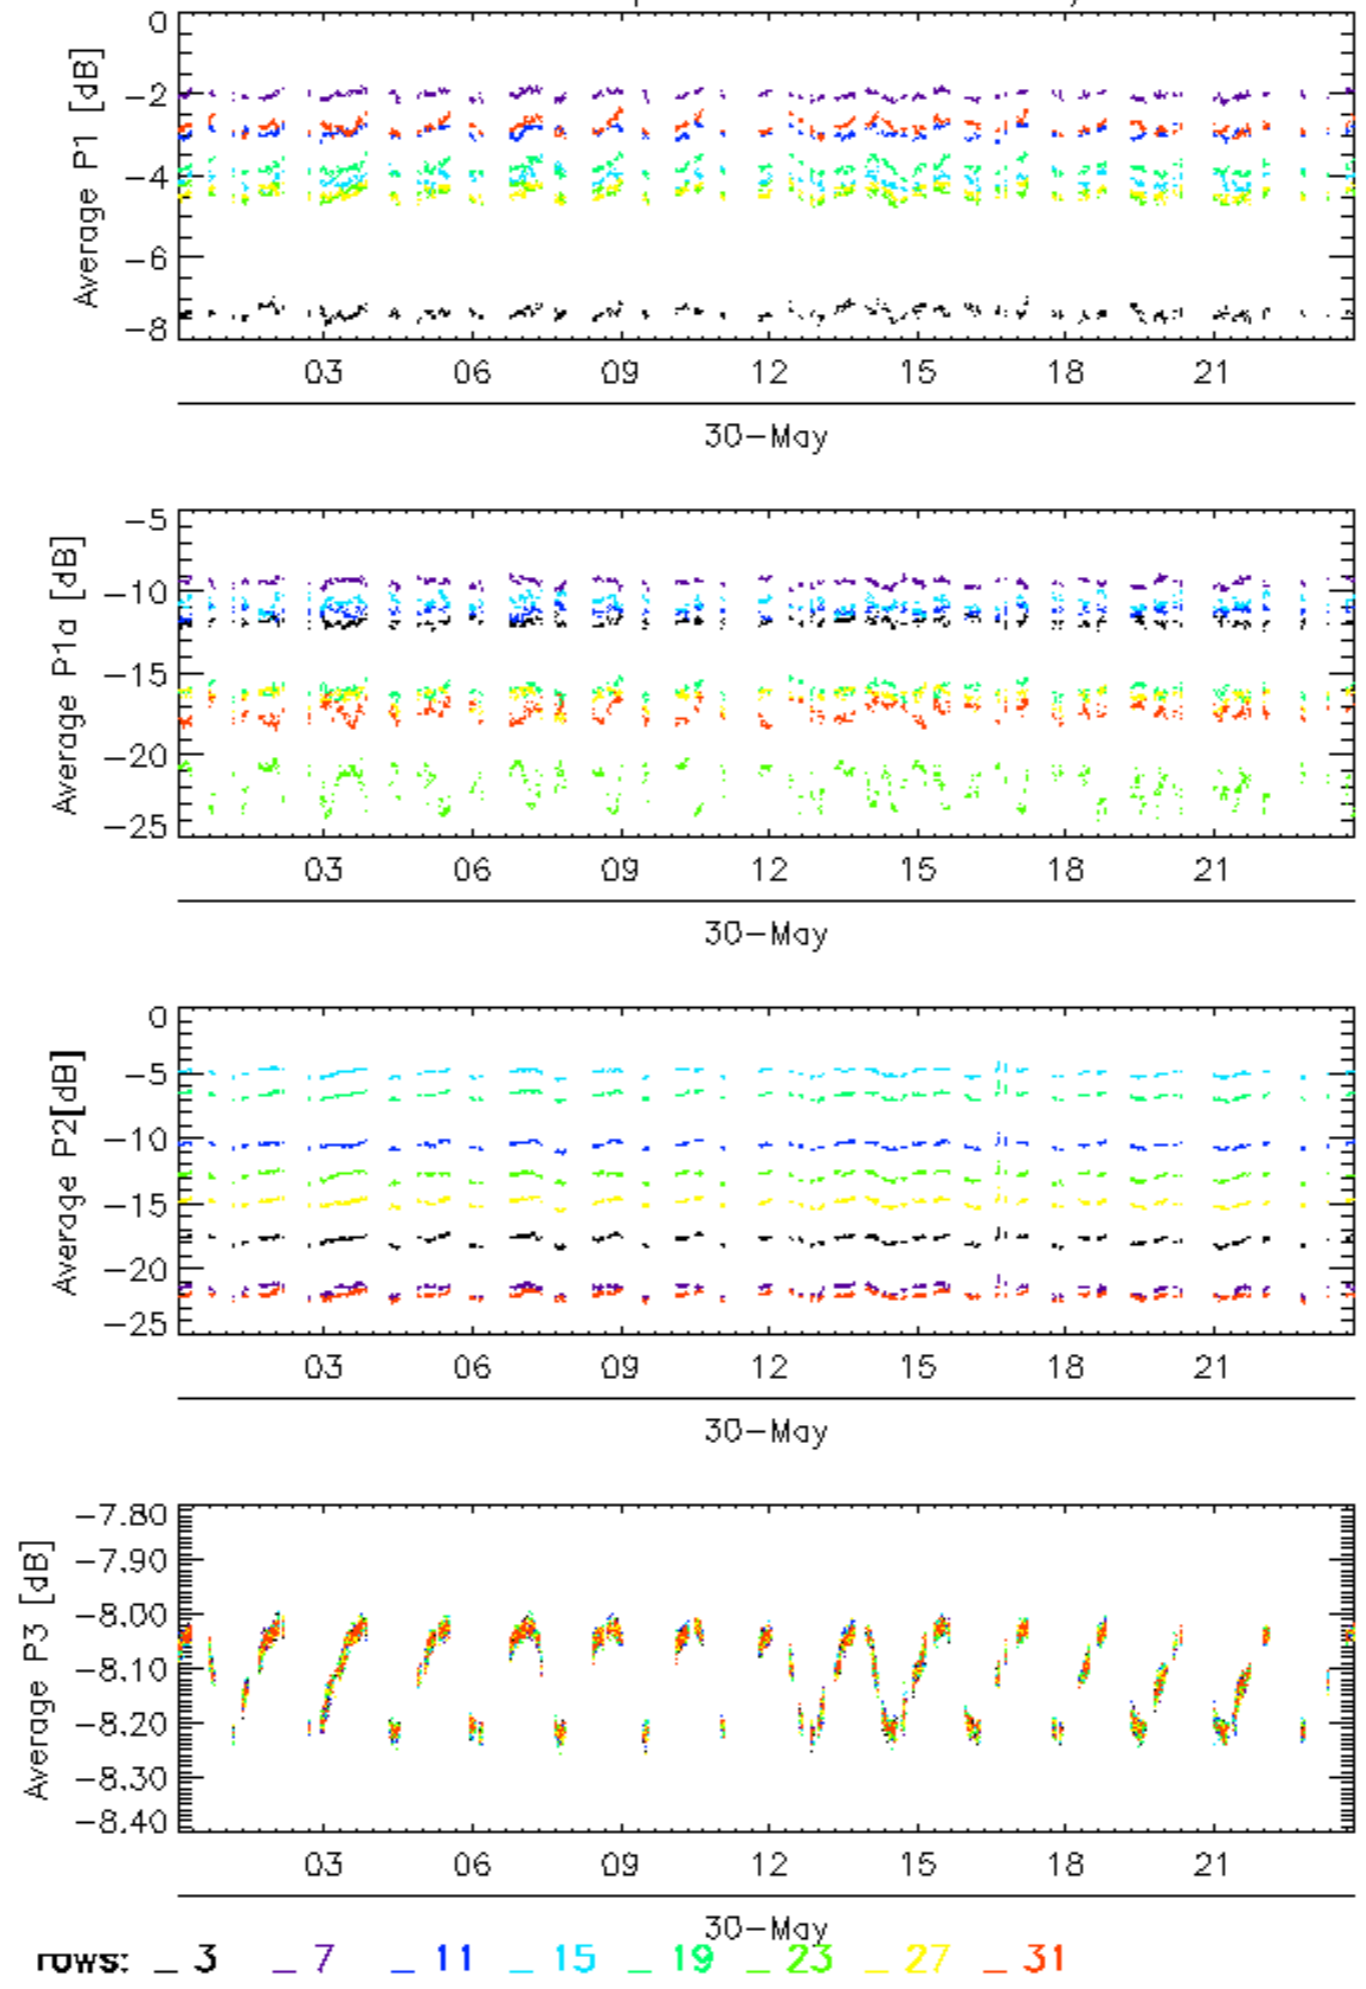 Average P1 [dB]
0
−2
−4
−6
−8
03 06 09 12 15 18 21
30−May
Average P1a [dB]
−5
−10
−15
−20
−25
03 06 09 12 15 18 21
30−May
Average P2[dB]
0
−5
−10
−15
−20
−25
03 06 09 12 15 18 21
30−May
Average P3 [dB]
−7.80
−7.90
−8.00
−8.10
−8.20
−8.30
−8.40
03 06 09 12 15 18 21
30−May
rows: _ 3 _ 7 _ 11 _ 15 _ 19 _ 23 _ 27 _ 31